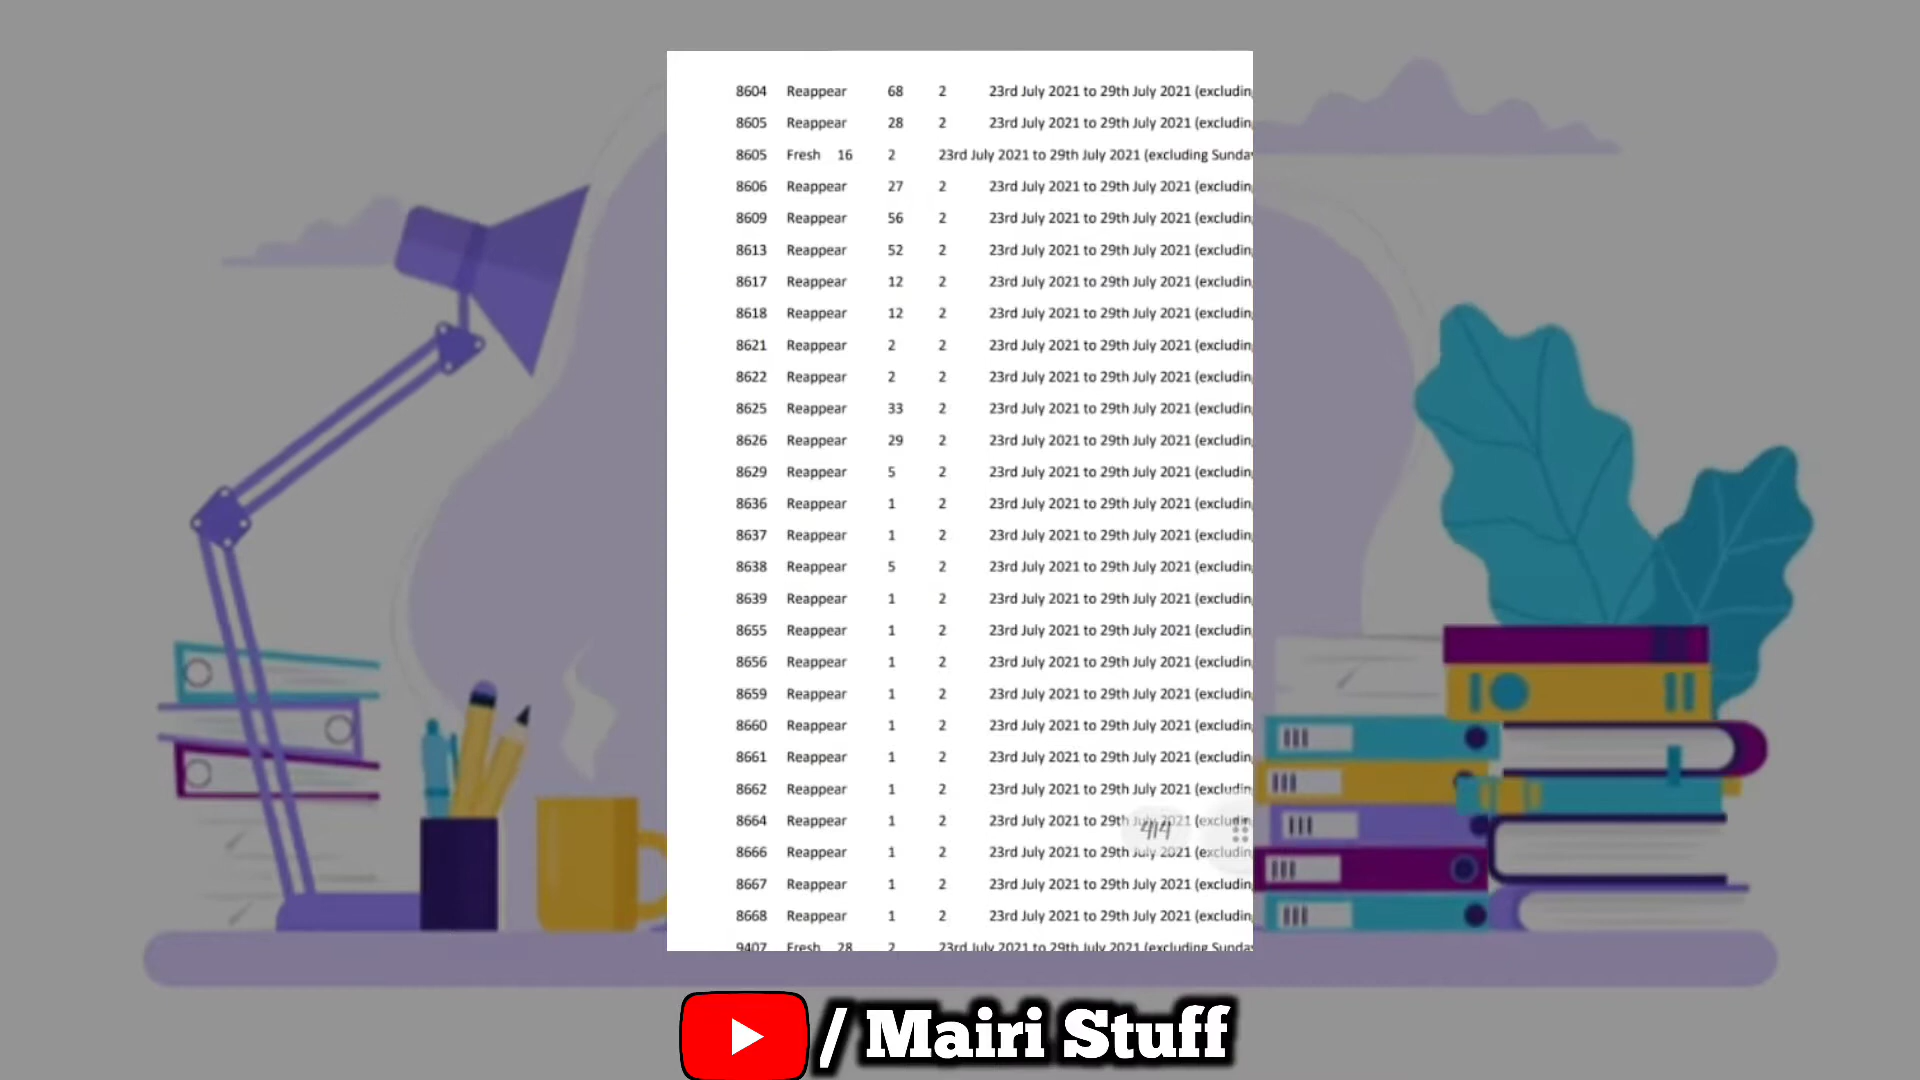 8604 Reappear 68 2 23rd July 2021 to 29th July 2021 (excludin
8605 Reappear 28 2 23rd July 2021 to 29th July 2021 (excludin
8605 Fresh 16 2 23rd July 2021 to 29th July 2021 (excluding Sunda
8606 Reappear 27 2 23rd July 2021 to 29th July 2021 (excludin
8609 Reappear 56 2 23rd July 2021 to 29th July 2021 (excludin
8613 Reappear 52 2 23rd July 2021 to 29th July 2021 (excludin
8617 Reappear 12 2 23rd July 2021 to 29th July 2021 (excludin
8618 Reappear 12 2 23rd July 2021 to 29th July 2021 (excludin
8621 Reappear 2 2 23rd July 2021 to 29th July 2021 (excludin
8622 Reappear 2 2 23rd July 2021 to 29th July 2021 (excludin
8625 Reappear 33 2 23rd July 2021 to 29th July 2021 (excludin
8626 Reappear 29 2 23rd July 2021 to 29th July 2021 (excludin
8629 Reappear 5 2 23rd July 2021 to 29th July 2021 (excludin
8636 Reappear 1 2 23rd July 2021 to 29th July 2021 (excludin
8637 Reappear 1 2 23rd July 2021 to 29th July 2021 (excludin
8638 Reappear 5 2 23rd July 2021 to 29th July 2021 (excludin
8639 Reappear 1 2 23rd July 2021 to 29th July 2021 (excludin
8655 Reappear 1 2 23rd July 2021 to 29th July 2021 (excludin
8656 Reappear 1 2 23rd July 2021 to 29th July 2021 (excludin
8659 Reappear 1 2 23rd July 2021 to 29th July 2021 (excludin
8660 Reappear 1 2 23rd July 2021 to 29th July 2021 (excludin
8661 Reappear 1 2 23rd July 2021 to 29th July 2021 (excludin
8662 Reappear 1 2 23rd July 2021 to 29th July 2021 (excludin
8664 Reappear 1 2 23rd July 2021 to 29th July 2021 (excludin
8666 Reappear 1 2 23rd July 2021 to 29th July 2021 (excludin
8667 Reappear 1 2 23rd July 2021 to 29th July 2021 (excludin
8668 Reappear 1 2 23rd July 2021 to 29th July 2021 (excludin
9407 Fresh 28 2 23rd July 2021 to 29th July 2021 (excluding Sunda
/ Mairi Stuff